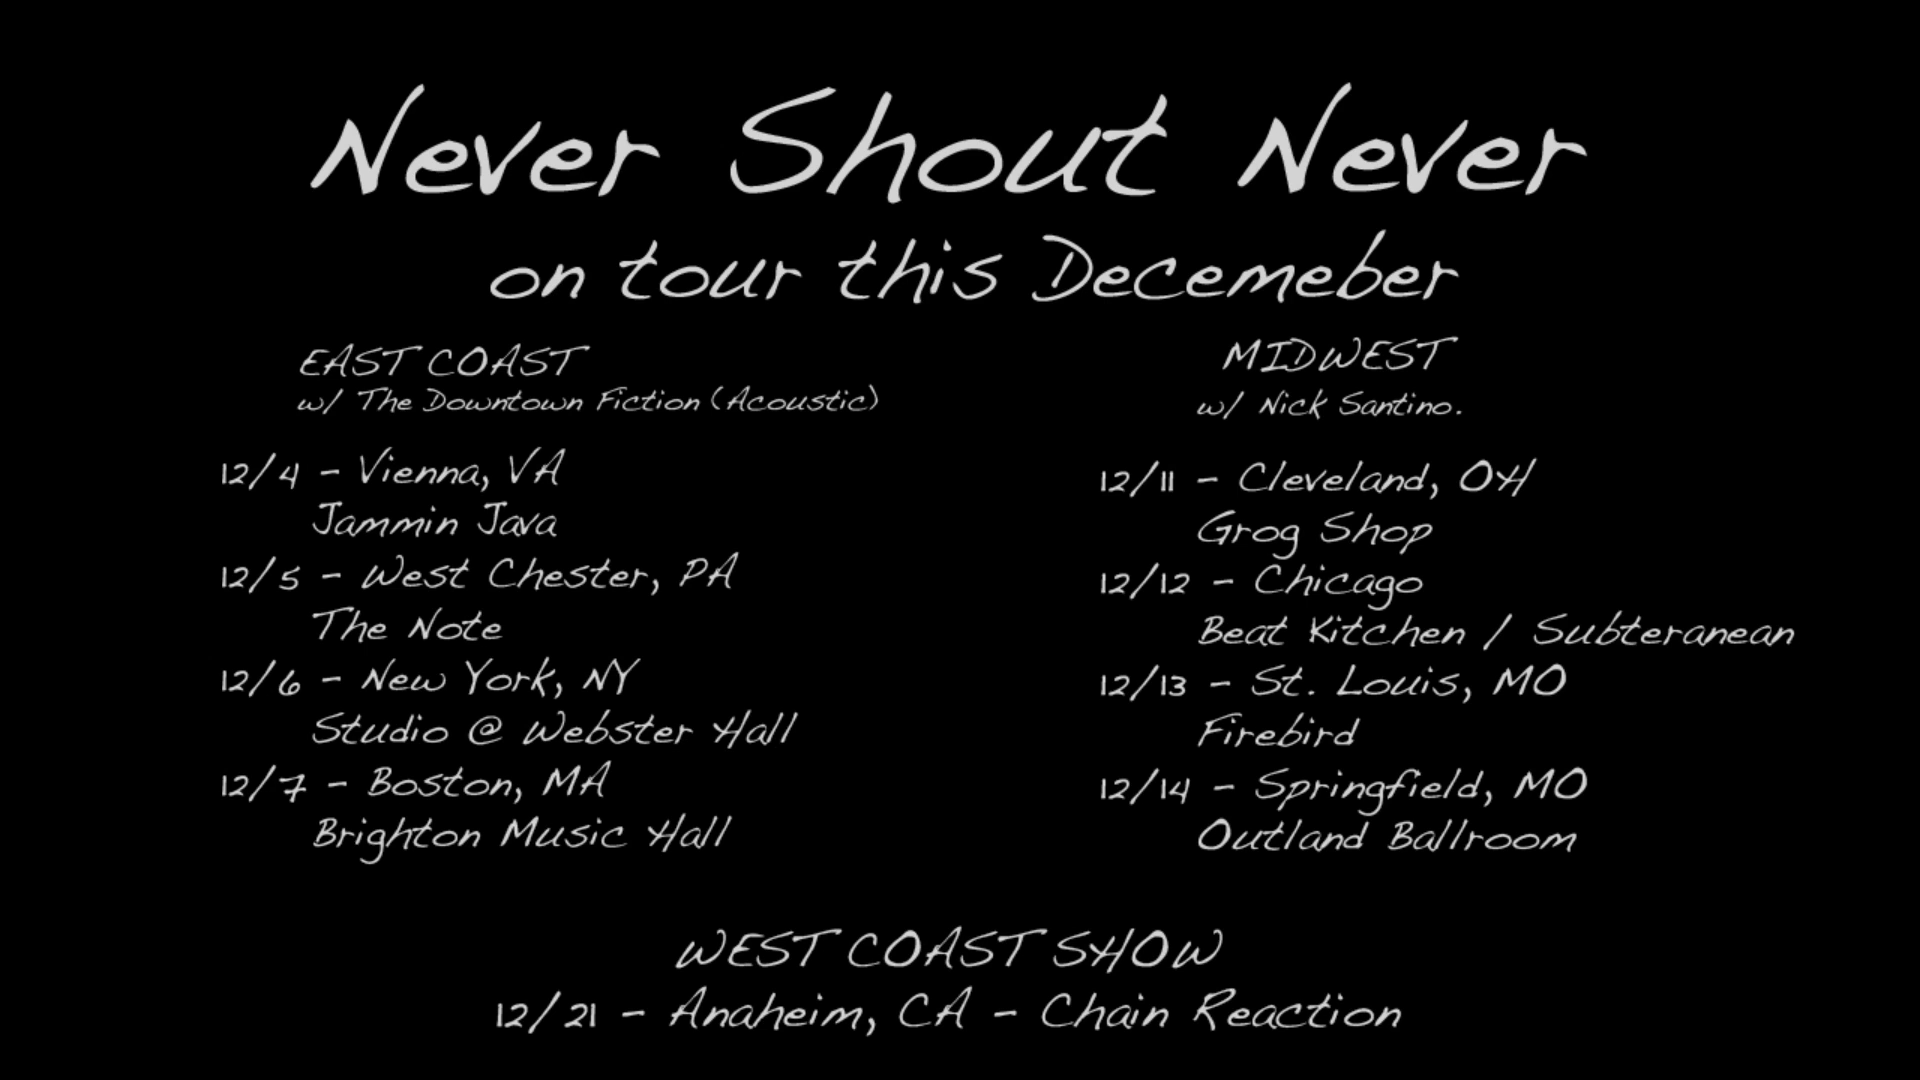 Never Shout Never
on tour this Decemeber
EAST COAST
w/ The Downtown Fiction (Acoustic)
12/4 - Vienna, VA
Jammin Java
12/5 - West Chester, PA
The Note
12/6 - New York, NY
Studio @ Webster Hall
12/7 - Boston, MA
Brighton Music Hall
MIDWEST
w/ Nick Santino.
12/11 - Cleveland, OH
Grog Shop
12/12 - Chicago
Beat Kitchen / Subteranean
12/13 - St. Louis, MO
Firebird
12/14 - Springfield, MO
Outland Ballroom
WEST COAST SHOW
12/21 - Anaheim, CA - Chain Reaction